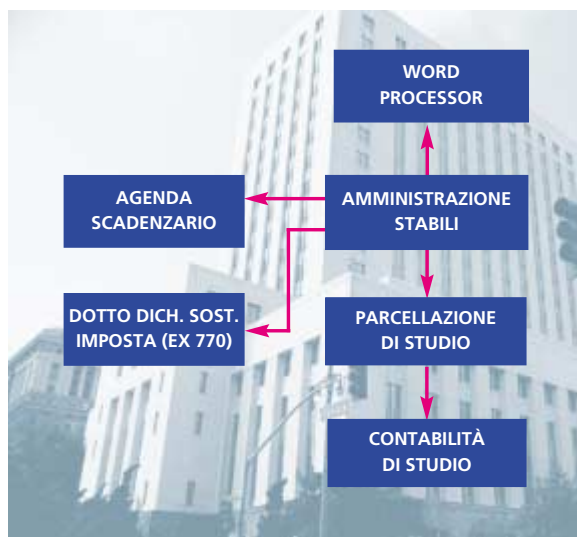 WORD
PROCESSOR
AGENDA
SCADENZARIO
AMMINISTRAZIONE
STABILI
DOTTO DICH. SOST.
IMPOSTA (EX 770)
PARCELLAZIONE
DI STUDIO
CONTABILITÀ
DI STUDIO